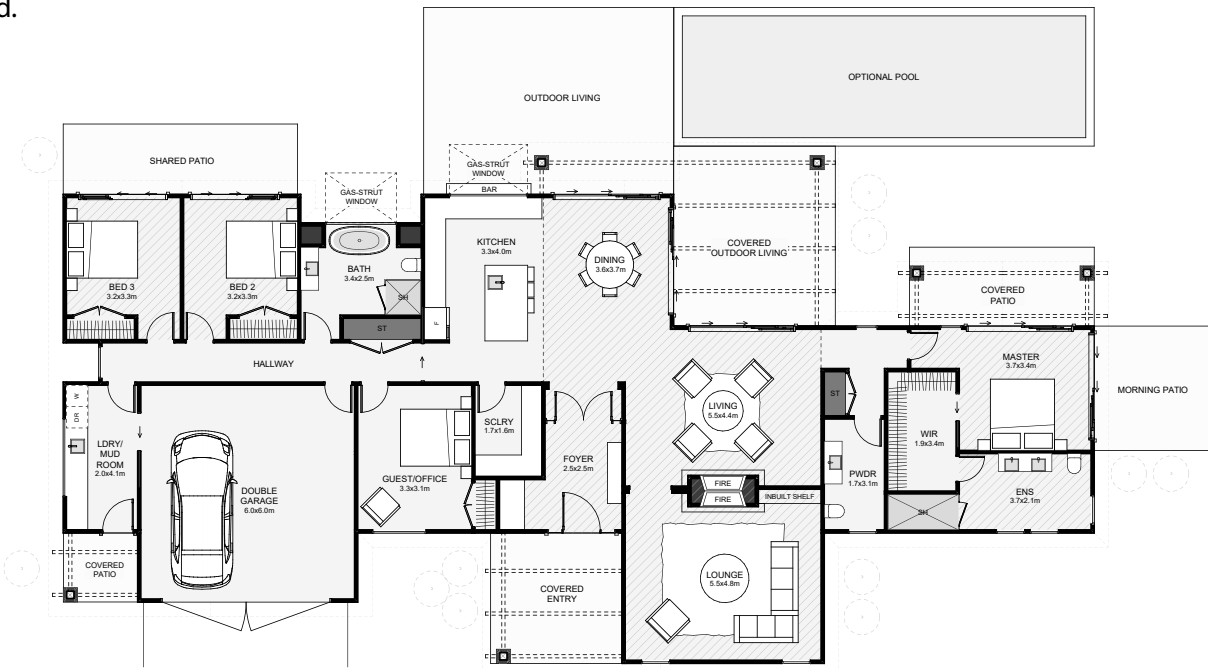 d.
OPTIONAL POOL
OUTDOOR LIVING
SHARED PATIO
GAS-STRUT
WINDOW
BAR
GAS-STRUT
WINDOW
KITCHEN
3.3x4.0m
DINING
3.6x3.7m
COVERED
OUTDOOR LIVING
BATH
3.4x2.5m
BED 3
3.2x3.3m
BED 2
3.2x3.3m
SH
COVERED
PATIO
F
ST
HALLWAY
MASTER
3.7x3.4m
MORNING PATIO
W
DR
ST
LIVING
5.5x4.4m
SCLRY
1.7x1.6m
WIR
1.9x3.4m
LDRY/
MUD
ROOM
2.0x4.1m
FOYER
2.5x2.5m
PWDR
1.7x3.1m
GUEST/OFFICE
3.3x3.1m
DOUBLE
GARAGE
6.0x6.0m
FIRE
FIRE
INBUILT SHELF
ENS
3.7x2.1m
SH
COVERED
PATIO
LOUNGE
5.5x4.8m
COVERED
ENTRY